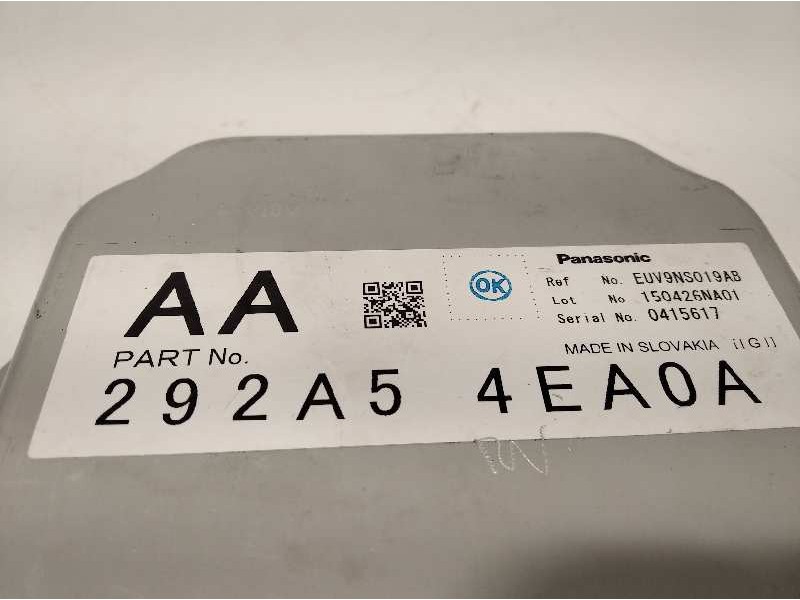 AA
OK
Panasonic
Ref No. EUV9NS019AB
Lot No. 150426NA01
Serial No. 0415617
PART No.
MADE IN SLOVAKIA
292A5 4EA0A